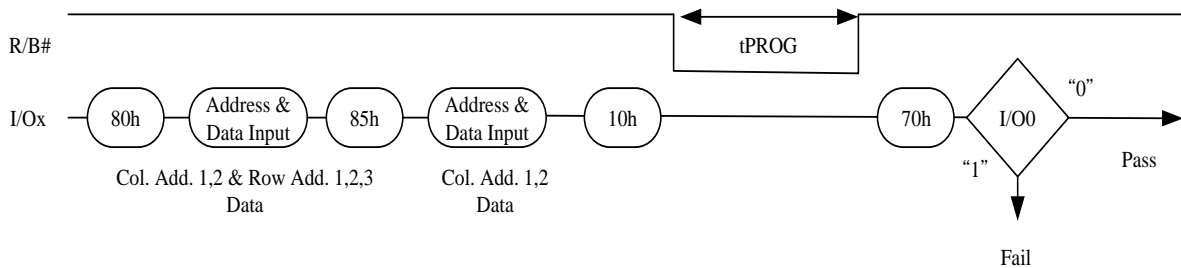 R/B#
tPROG
I/Ox
80h
Address &
Data Input
85h
Address &
Data Input
10h
70h
I/O0
“0”
“1”
Pass
Col. Add. 1,2 & Row Add. 1,2,3
Data
Col. Add. 1,2
Data
Fail